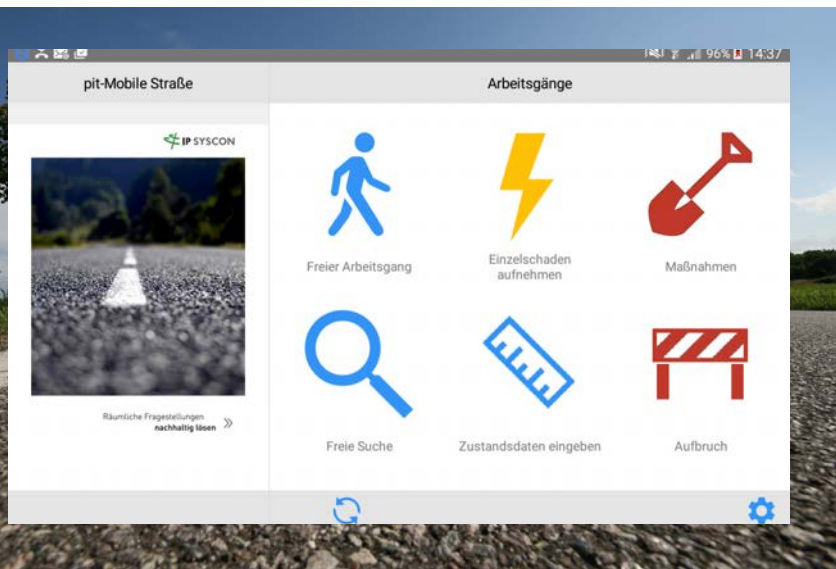 96% 14:37
pit-Mobile Straße
Arbeitsgänge
IP SYSCON
Räumliche Fragestellungen
nachhaltig lösen
Freier Arbeitsgang
Einzelschaden
aufnehmen
Maßnahmen
Freie Suche
Zustandsdaten eingeben
Aufbruch